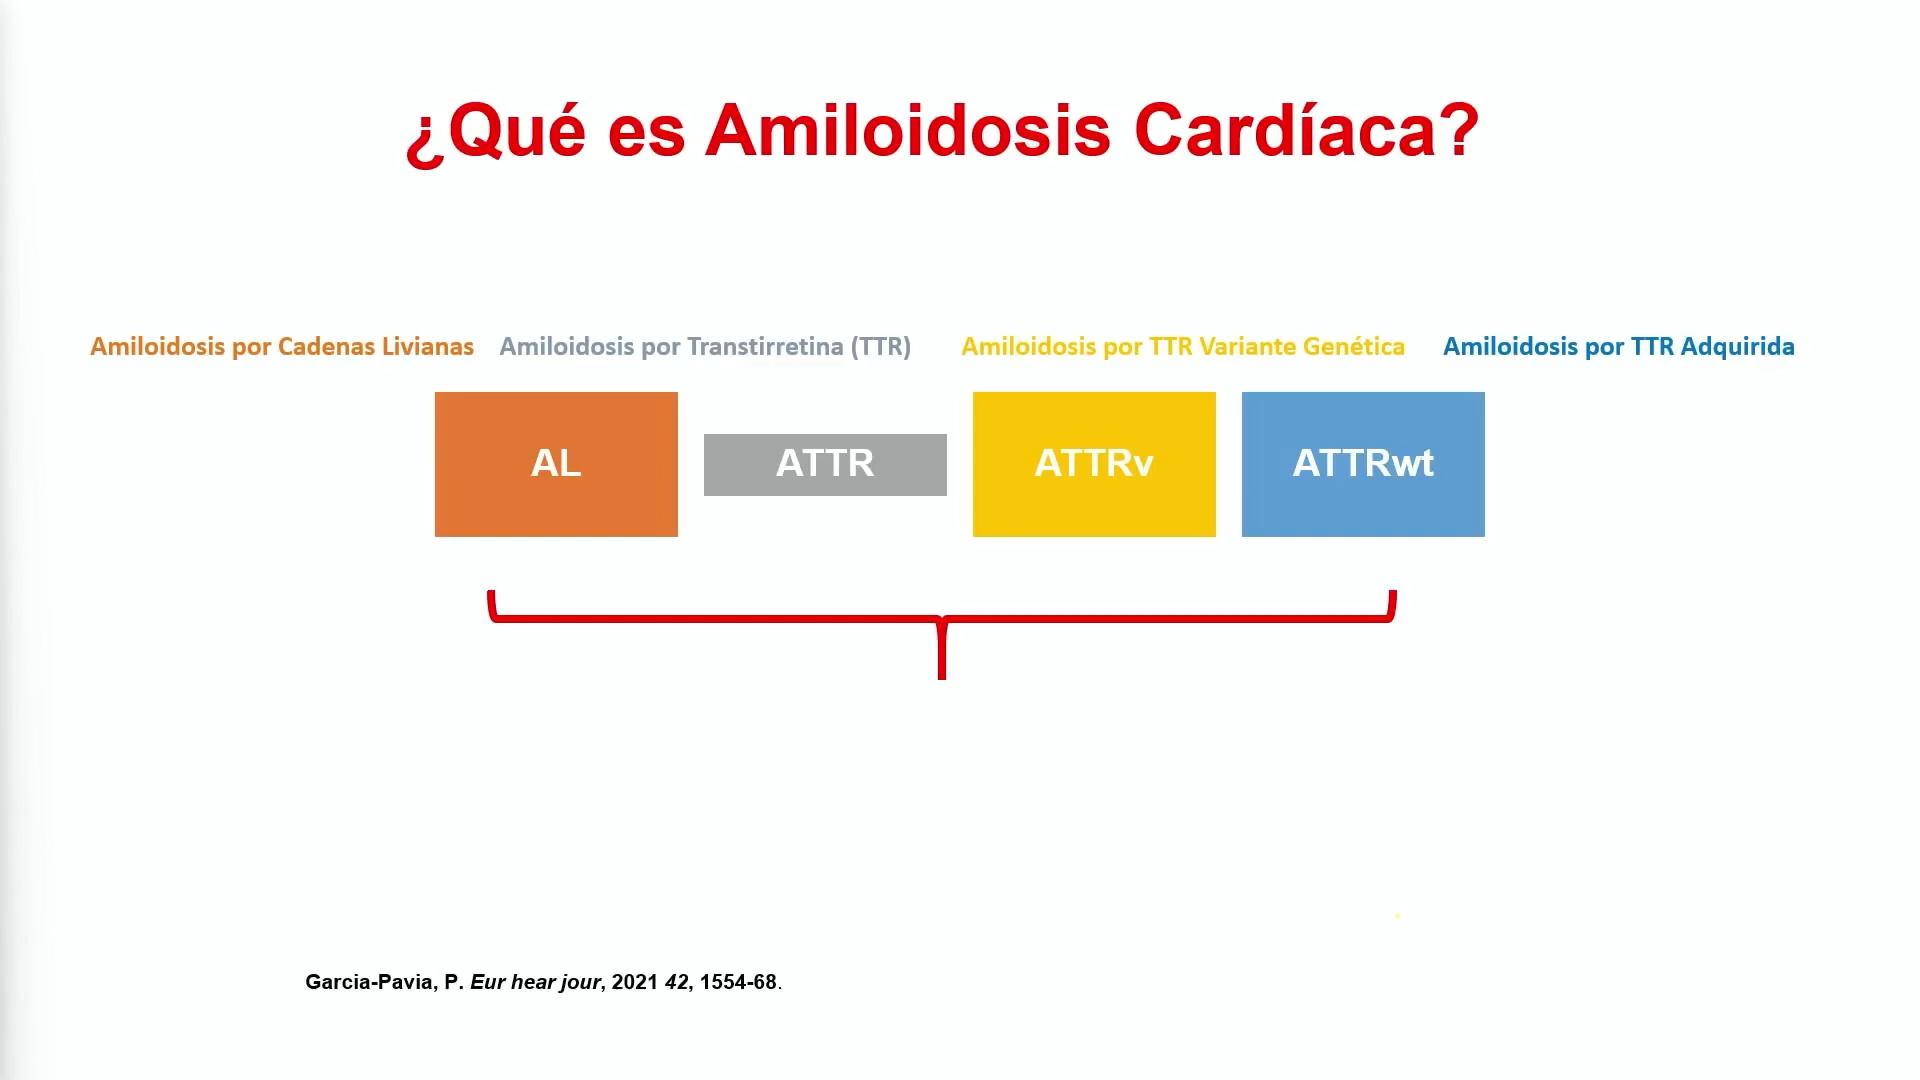 ¿Qué es Amiloidosis Cardíaca?
Amiloidosis por Cadenas Livianas Amiloidosis por Transtirretina (TTR) Amiloidosis por TTR Variante Genética Amiloidosis por TTR Adquirida
AL ATTR ATTRv ATTRwt
Garcia-Pavia, P. Eur hear jour, 2021 42, 1554-68.